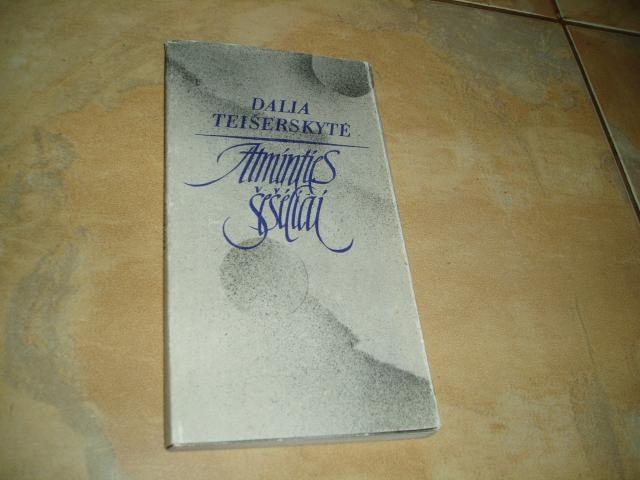 DALIA
TEIŠERSKYTĖ
Atminties
šešėliai